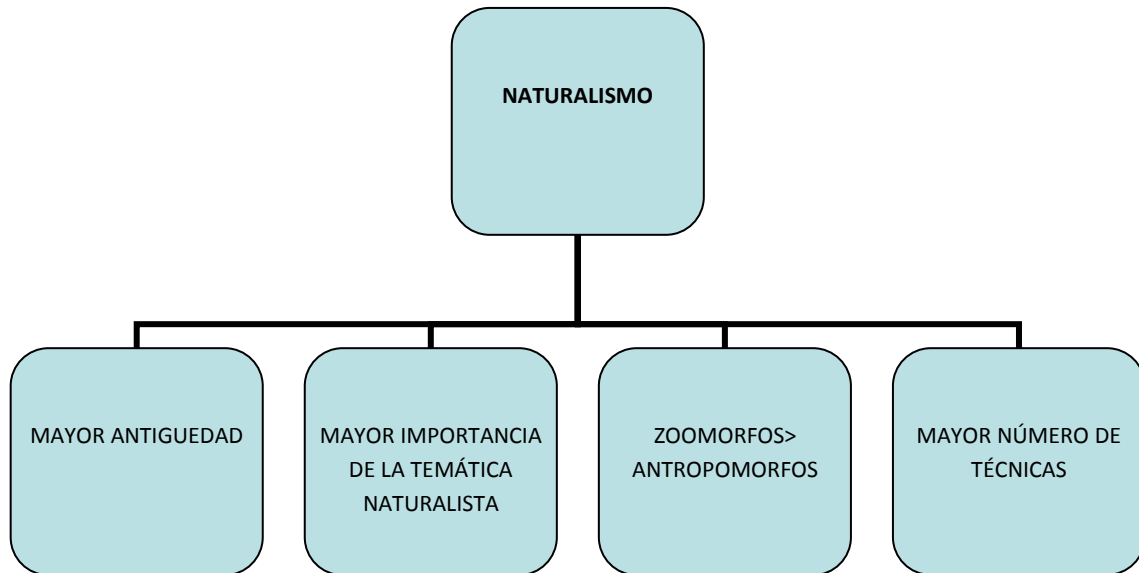 NATURALISMO
MAYOR ANTIGUEDAD
MAYOR IMPORTANCIA
DE LA TEMÁTICA
NATURALISTA
ZOOMORFOS>
ANTROPOMORFOS
MAYOR NÚMERO DE
TÉCNICAS